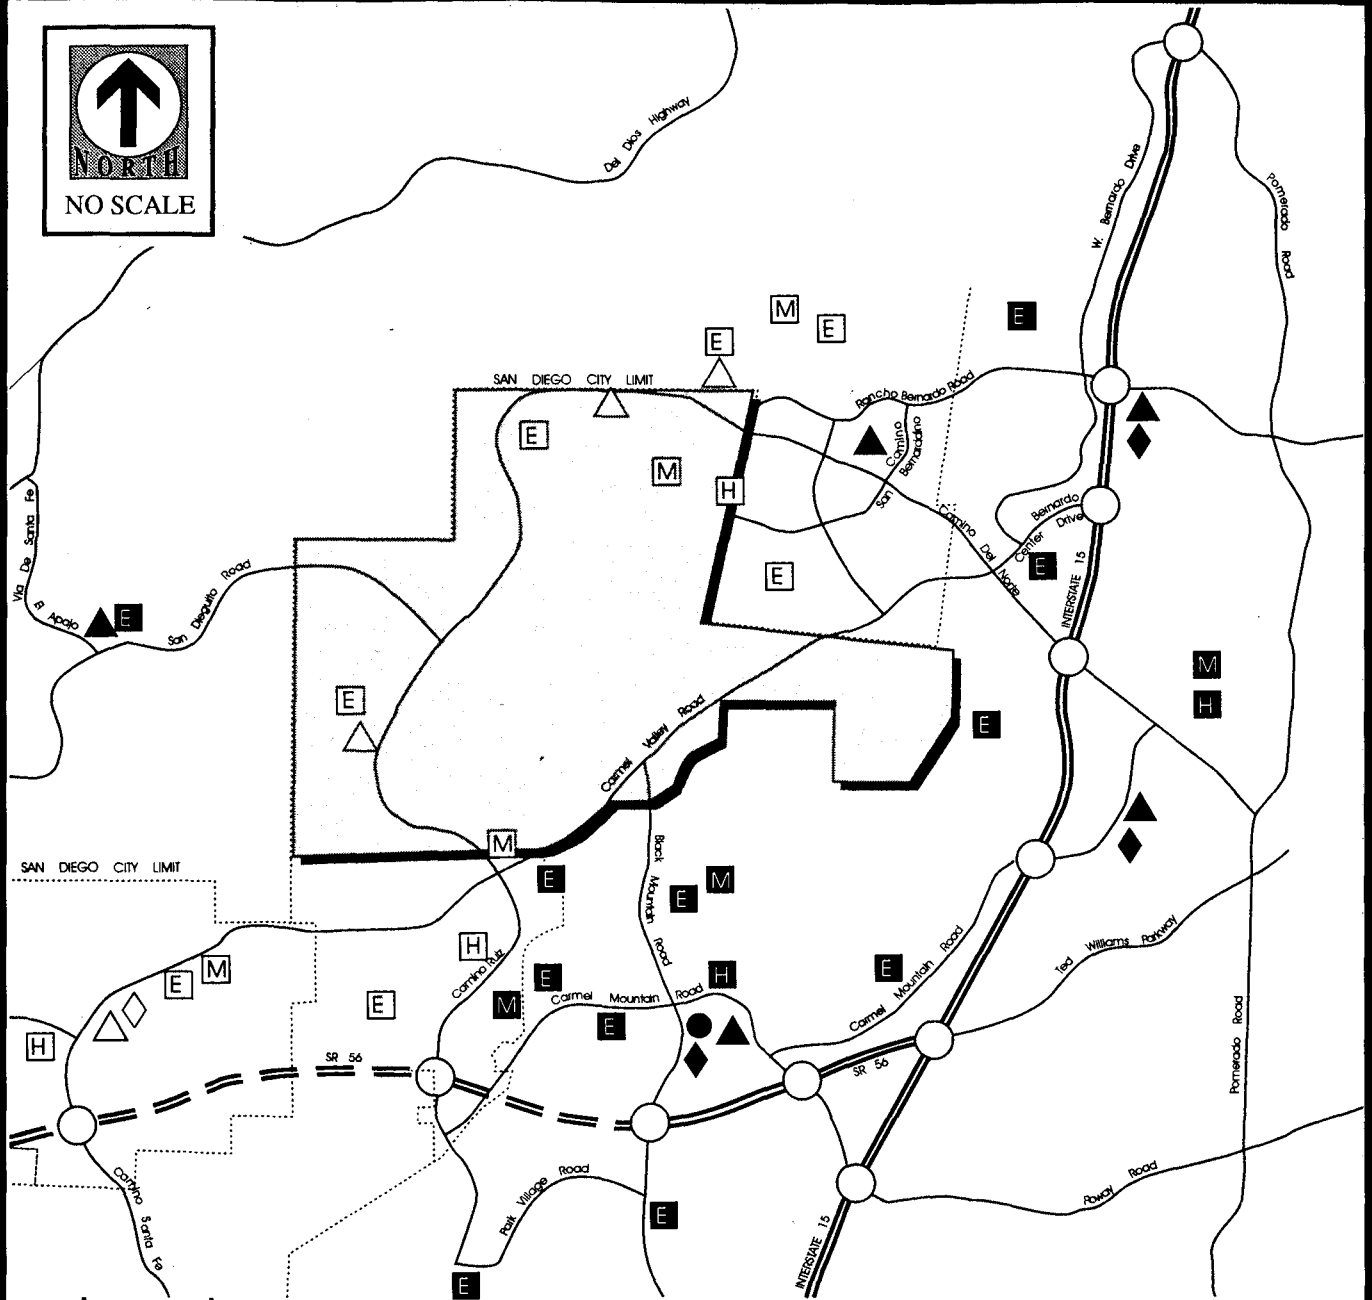 NORTH
NO SCALE
Del Dios Highway
W. Bernardo Drive
Pomerado Road
M
E
E
E
SAN DIEGO CITY LIMIT
Rancho Bernardo Road
E
M
H
Camino
San Bernardino
Camino Del Norte
Bernardo
Center Drive
E
E
INTERSTATE 15
Via De Santa Fe
El Apajo
E
San Dieguito Road
M
H
E
E
Carmel Valley Road
M
SAN DIEGO CITY LIMIT
E
Black Mountain Road
E
M
H
Camino Ruiz
M
E
E
M
E
H
Carmel Mountain Road
E
E
Carmel Mountain Road
Ted Williams Parkway
H
SR 56
SR 56
Pomerado Road
Camino Santa Fe
Park Village Road
E
Poway Road
INTERSTATE 15
E